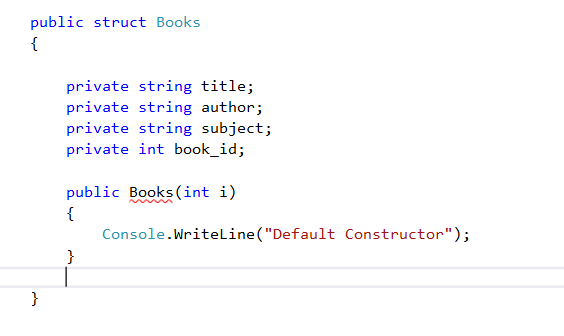 public struct Books
{
private string title;
private string author;
private string subject;
private int book_id;
public Books(int i)
{
Console.WriteLine("Default Constructor");
}
}